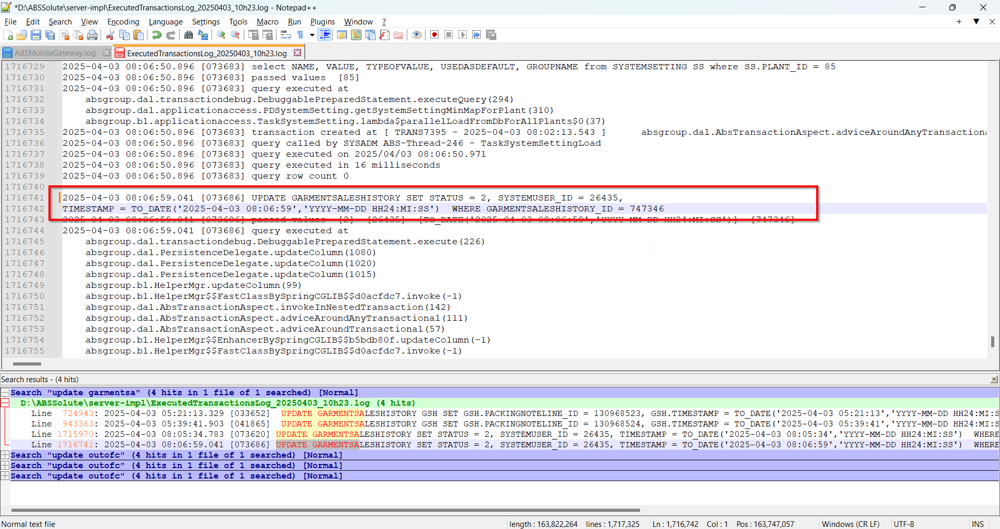 *D:\ABSSolute\server-impl\ExecutedTransactionsLog_20250403_10h23.log - Notepad++
File Edit Search View Encoding Language Settings Tools Macro Run Plugins Window ?
ABSMobileGateway.log ExecutedTransactionsLog_20250403_10h23.log
1716729 2025-04-03 08:06:50.896 [073683] select NAME, VALUE, TYPEOFVALUE, USEDASDEFAULT, GROUPNAME from SYSTEMSETTING SS where SS.PLANT_ID = 85
1716730 2025-04-03 08:06:50.896 [073683] passed values [85]
1716731 2025-04-03 08:06:50.896 [073683] query executed at
1716732 absgroup.dal.transactiondebug.DebuggablePreparedStatement.executeQuery(294)
1716733 absgroup.dal.applicationaccess.PDSystemSetting.getSystemSettingMinMapForPlant(310)
1716734 absgroup.bl.applicationaccess.TaskSystemSetting.lambda$parallelLoadFromDbForAllPlants$0(37)
1716735 2025-04-03 08:06:50.896 [073683] transaction created at [ TRANS7395 - 2025-04-03 08:02:13.543 ] absgroup.dal.AbsTransactionAspect.adviceAroundAnyTransactiona
1716736 2025-04-03 08:06:50.896 [073683] query called by SYSADM ABS-Thread-246 - TaskSystemSettingLoad
1716737 2025-04-03 08:06:50.896 [073683] query executed on 2025/04/03 08:06:50.971
1716738 2025-04-03 08:06:50.896 [073683] query executed in 16 milliseconds
1716739 2025-04-03 08:06:50.896 [073683] query row count 0
1716740
1716741 2025-04-03 08:06:59.041 [073686] UPDATE GARMENTSALESHISTORY SET STATUS = 2, SYSTEMUSER_ID = 26435,
1716742 TIMESTAMP = TO_DATE('2025-04-03 08:06:59','YYYY-MM-DD HH24:MI:SS') WHERE GARMENTSALESHISTORY_ID = 747346
1716743 2025-04-03 08:06:59.041 [073686] passed values [2] [26435] [TO_DATE('2025-04-03 08:06:59','YYYY-MM-DD HH24:MI:SS')] [747346]
1716744 2025-04-03 08:06:59.041 [073686] query executed at
1716745 absgroup.dal.transactiondebug.DebuggablePreparedStatement.execute(226)
1716746 absgroup.dal.PersistenceDelegate.updateColumn(1080)
1716747 absgroup.dal.PersistenceDelegate.updateColumn(1020)
1716748 absgroup.dal.PersistenceDelegate.updateColumn(1015)
1716749 absgroup.bl.HelperMgr.updateColumn(99)
1716750 absgroup.bl.HelperMgr$$FastClassBySpringCGLIB$$d0acfdc7.invoke(-1)
1716751 absgroup.dal.AbsTransactionAspect.invokeInNestedTransaction(142)
1716752 absgroup.dal.AbsTransactionAspect.adviceAroundAnyTransactional(111)
1716753 absgroup.dal.AbsTransactionAspect.adviceAroundTransactional(57)
1716754 absgroup.bl.HelperMgr$$EnhancerBySpringCGLIB$$b5bdb80f.updateColumn(-1)
1716755 absgroup.bl.HelperMgr$$FastClassBySpringCGLIB$$d0acfdc7.invoke(-1)
Search results - (4 hits)
Search "update garmentsa" (4 hits in 1 file of 1 searched) [Normal]
D:\ABSSolute\server-impl\ExecutedTransactionsLog_20250403_10h23.log (4 hits)
Line 724943: 2025-04-03 05:21:13.329 [033652] UPDATE GARMENTSALESHISTORY GSH SET GSH.PACKINGNOTELINE_ID = 130968523, GSH.TIMESTAMP = TO_DATE('2025-04-03 05:21:13','YYYY-MM-DD HH24:MI:S
Line 943363: 2025-04-03 05:39:41.903 [041865] UPDATE GARMENTSALESHISTORY GSH SET GSH.PACKINGNOTELINE_ID = 130968524, GSH.TIMESTAMP = TO_DATE('2025-04-03 05:39:41','YYYY-MM-DD HH24:MI:S
Line 1715970: 2025-04-03 08:05:34.783 [073620] UPDATE GARMENTSALESHISTORY SET STATUS = 2, SYSTEMUSER_ID = 26435, TIMESTAMP = TO_DATE('2025-04-03 08:05:34','YYYY-MM-DD HH24:MI:SS') WHERE
Line 1716741: 2025-04-03 08:06:59.041 [073686] UPDATE GARMENTSALESHISTORY SET STATUS = 2, SYSTEMUSER_ID = 26435, TIMESTAMP = TO_DATE('2025-04-03 08:06:59','YYYY-MM-DD HH24:MI:SS') WHERE
Search "update outofc" (4 hits in 1 file of 1 searched) [Normal]
Search "update outofc" (4 hits in 1 file of 1 searched) [Normal]
Search "update outofc" (4 hits in 1 file of 1 searched) [Normal]
Normal text file length : 163,822,264 lines : 1,717,325 Ln : 1,716,742 Col : 1 Pos : 163,747,057 Windows (CR LF) UTF-8 INS